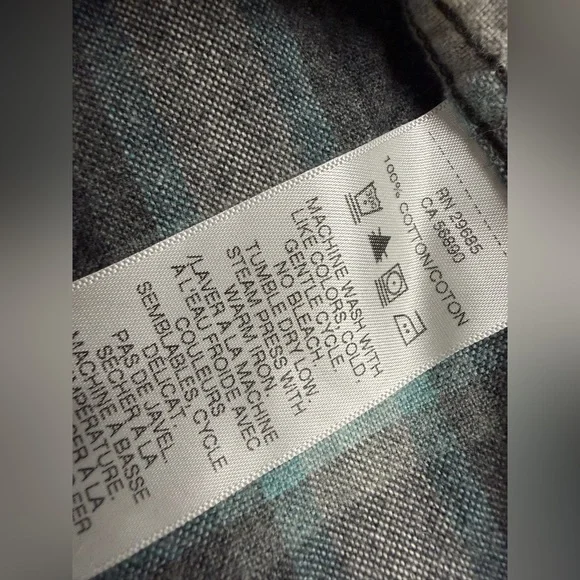 RN 29685
CA 56890
100% COTTON/COTON
MACHINE WASH WITH
LIKE COLORS, COLD,
GENTLE CYCLE.
NO BLEACH.
TUMBLE DRY LOW.
STEAM PRESS WITH
WARM IRON.
/LAVER À LA MACHINE
À L'EAU FROIDE AVEC
COULEURS
SEMBLABLES, CYCLE
DÉLICAT.
PAS DE JAVEL.
SÉCHER À LA
MACHINE À BASSE
TEMPÉRATURE.
À LA